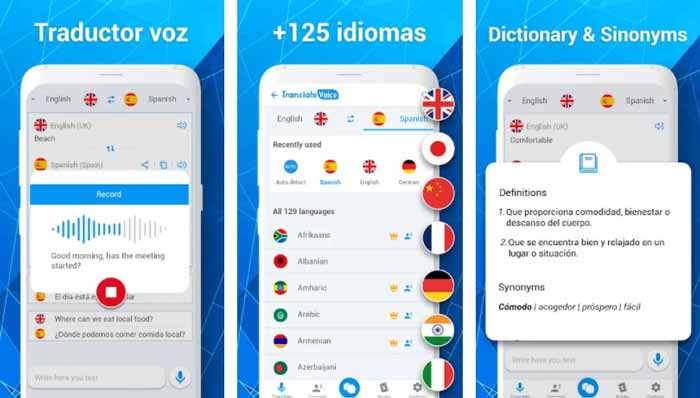 Traductor voz
English
Spanish
English (UK)
Beach
Spanish (Spain)
Record
Good morning, has the meeting
started?
El día está
Where can we eat local food?
¿Dónde podemos comer comida local?
Write here you text
+125 idiomas
Translate Voice
English
Spanish
Recently used
AUTO
Auto detect
Spanish
English
German
All 129 languages
Afrikaans
Albanian
Amharic
Arabic
Armenian
Azerbaijani
Dictionary & Sinonyms
English
Spanish
English (UK)
Comfortable
Definitions
1. Que proporciona comodidad, bienestar o
descanso del cuerpo.
2. Que se encuentra bien y relajado en un
lugar o situación.
Synonyms
Cómodo | acogedor | próspero | fácil
Write here you text